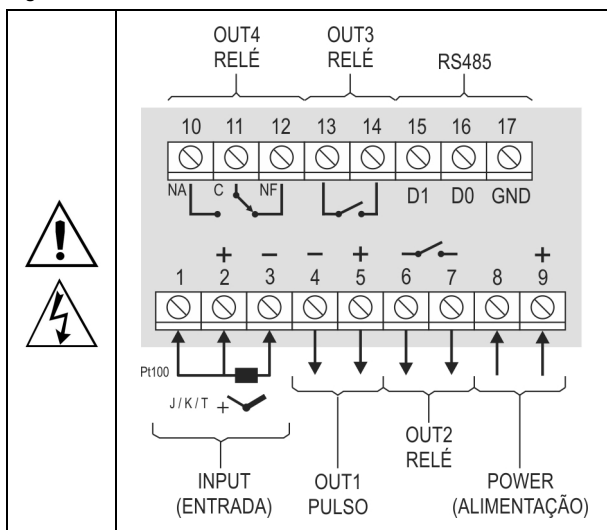 OUT4 OUT3
RELÉ RELÉ RS485
10 11 12 13 14 15 16 17
NA C NF D1 D0 GND
+ − − + +
1 2 3 4 5 6 7 8 9
Pt100
J / K / T +
OUT2
RELÉ
INPUT OUT1 POWER
(ENTRADA) PULSO (ALIMENTAÇÃO)